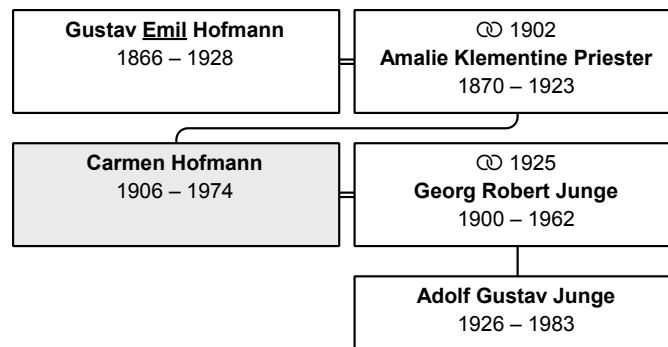 Gustav Emil Hofmann
1866 – 1928
⚭ 1902
Amalie Klementine Priester
1870 – 1923
Carmen Hofmann
1906 – 1974
⚭ 1925
Georg Robert Junge
1900 – 1962
Adolf Gustav Junge
1926 – 1983